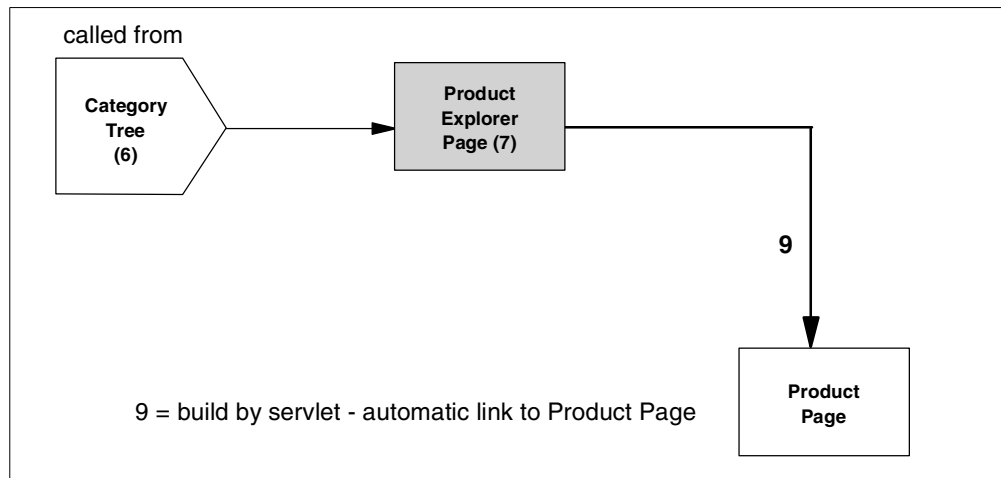 called from
Category
Tree
(6)
Product
Explorer
Page (7)
9
Product
Page
9 = build by servlet - automatic link to Product Page